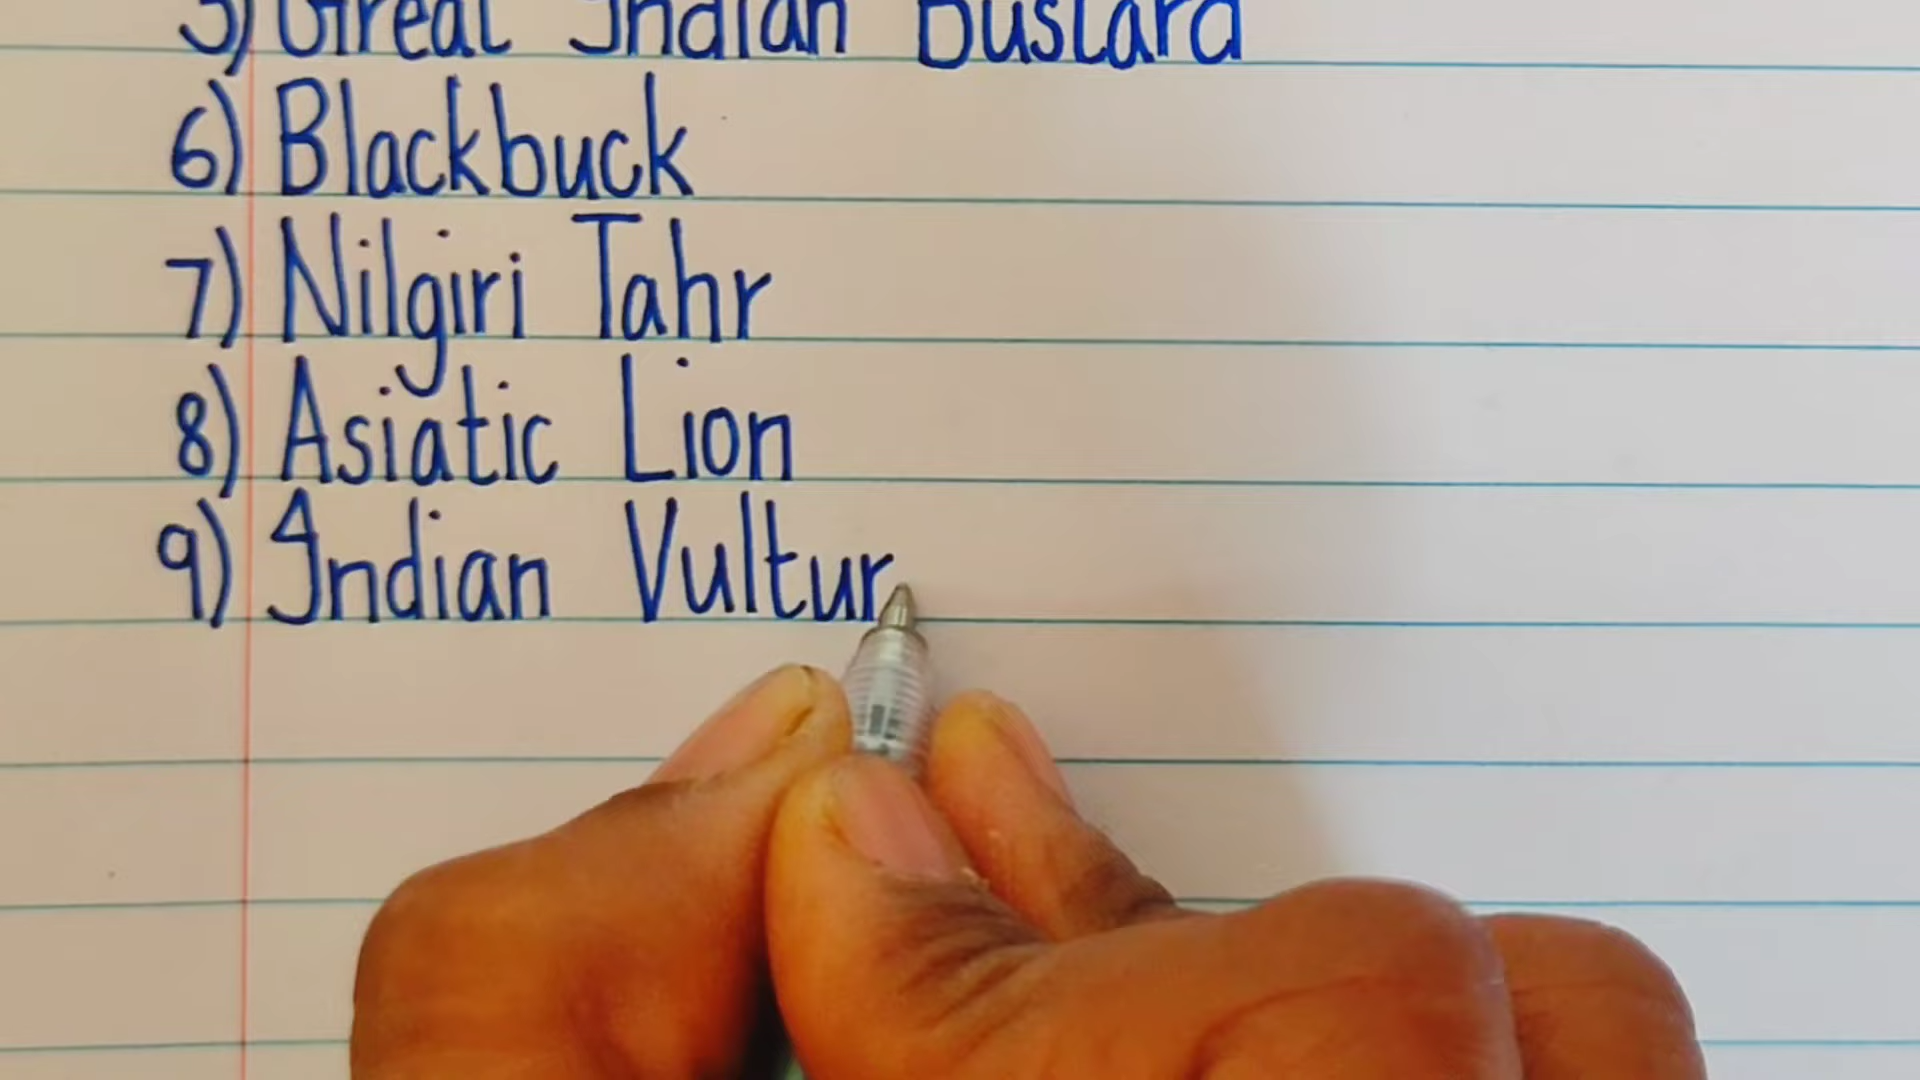 5) Great Indian Bustard
6) Blackbuck
7) Nilgiri Tahr
8) Asiatic Lion
9) Indian Vultur